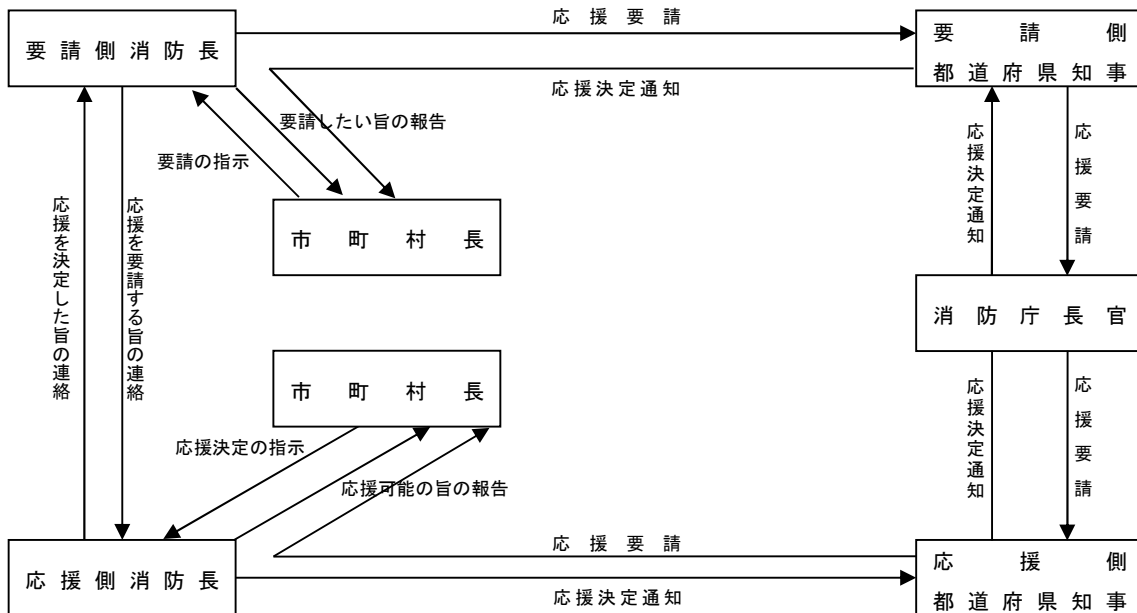 応援要請
要請側消防長
要請側
都道府県知事
応援決定通知
要請したい旨の報告
要請の指示
応援を決定した旨の連絡
応援を要請する旨の連絡
市町村長
応援決定通知
応援要請
消防庁長官
市町村長
応援決定の指示
応援可能の旨の報告
応援決定通知
応援要請
応援要請
応援側消防長
応援側
都道府県知事
応援決定通知